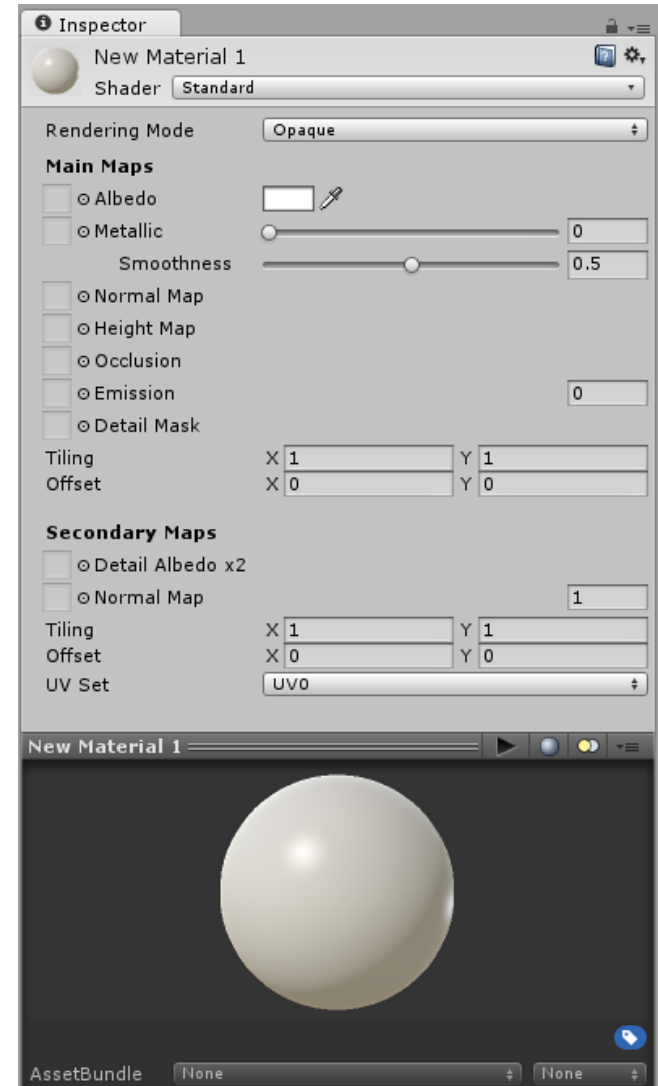 Inspector
New Material 1
Shader Standard
Rendering Mode Opaque
Main Maps
Albedo
Metallic 0
Smoothness 0.5
Normal Map
Height Map
Occlusion
Emission 0
Detail Mask
Tiling X 1 Y 1
Offset X 0 Y 0
Secondary Maps
Detail Albedo x2
Normal Map 1
Tiling X 1 Y 1
Offset X 0 Y 0
UV Set UV0
New Material 1
AssetBundle None None